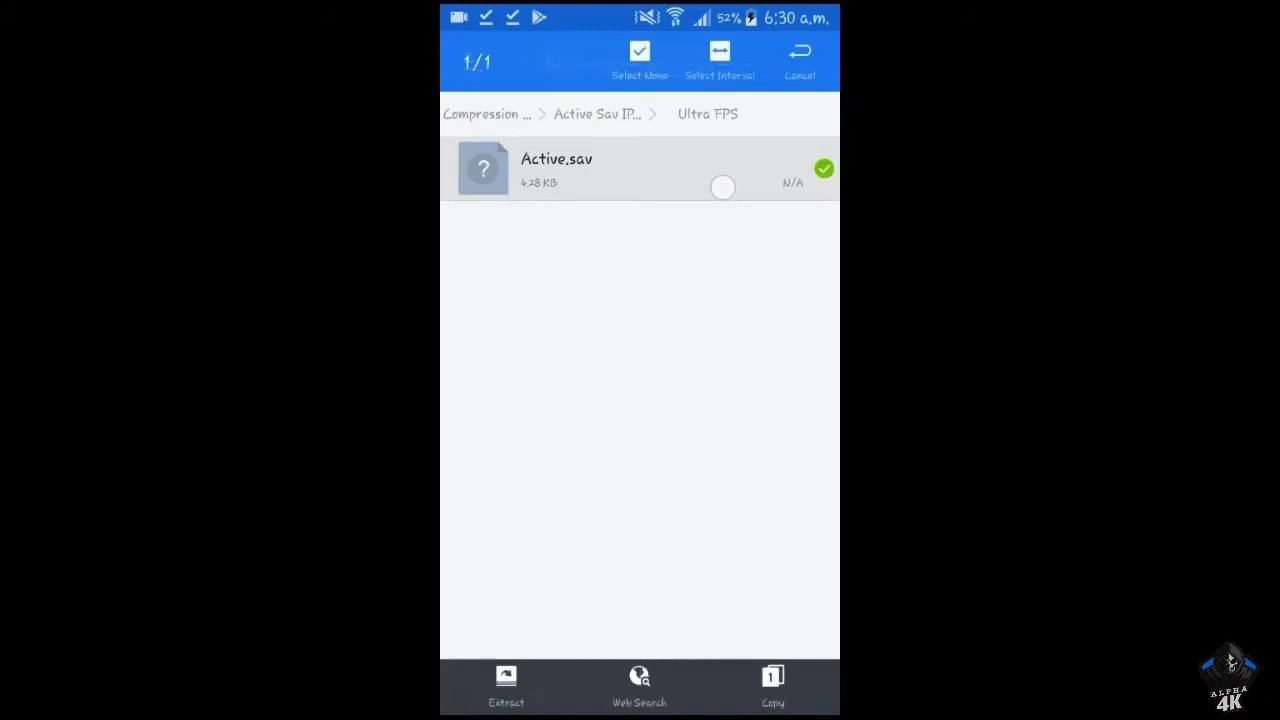 52% 6:30 a.m.
1/1
Select None Select Interval Cancel
Compression ... Active Sav IP... Ultra FPS
Active.sav
4.28 KB N/A
Extract Web Search Copy
ALPHA
4K